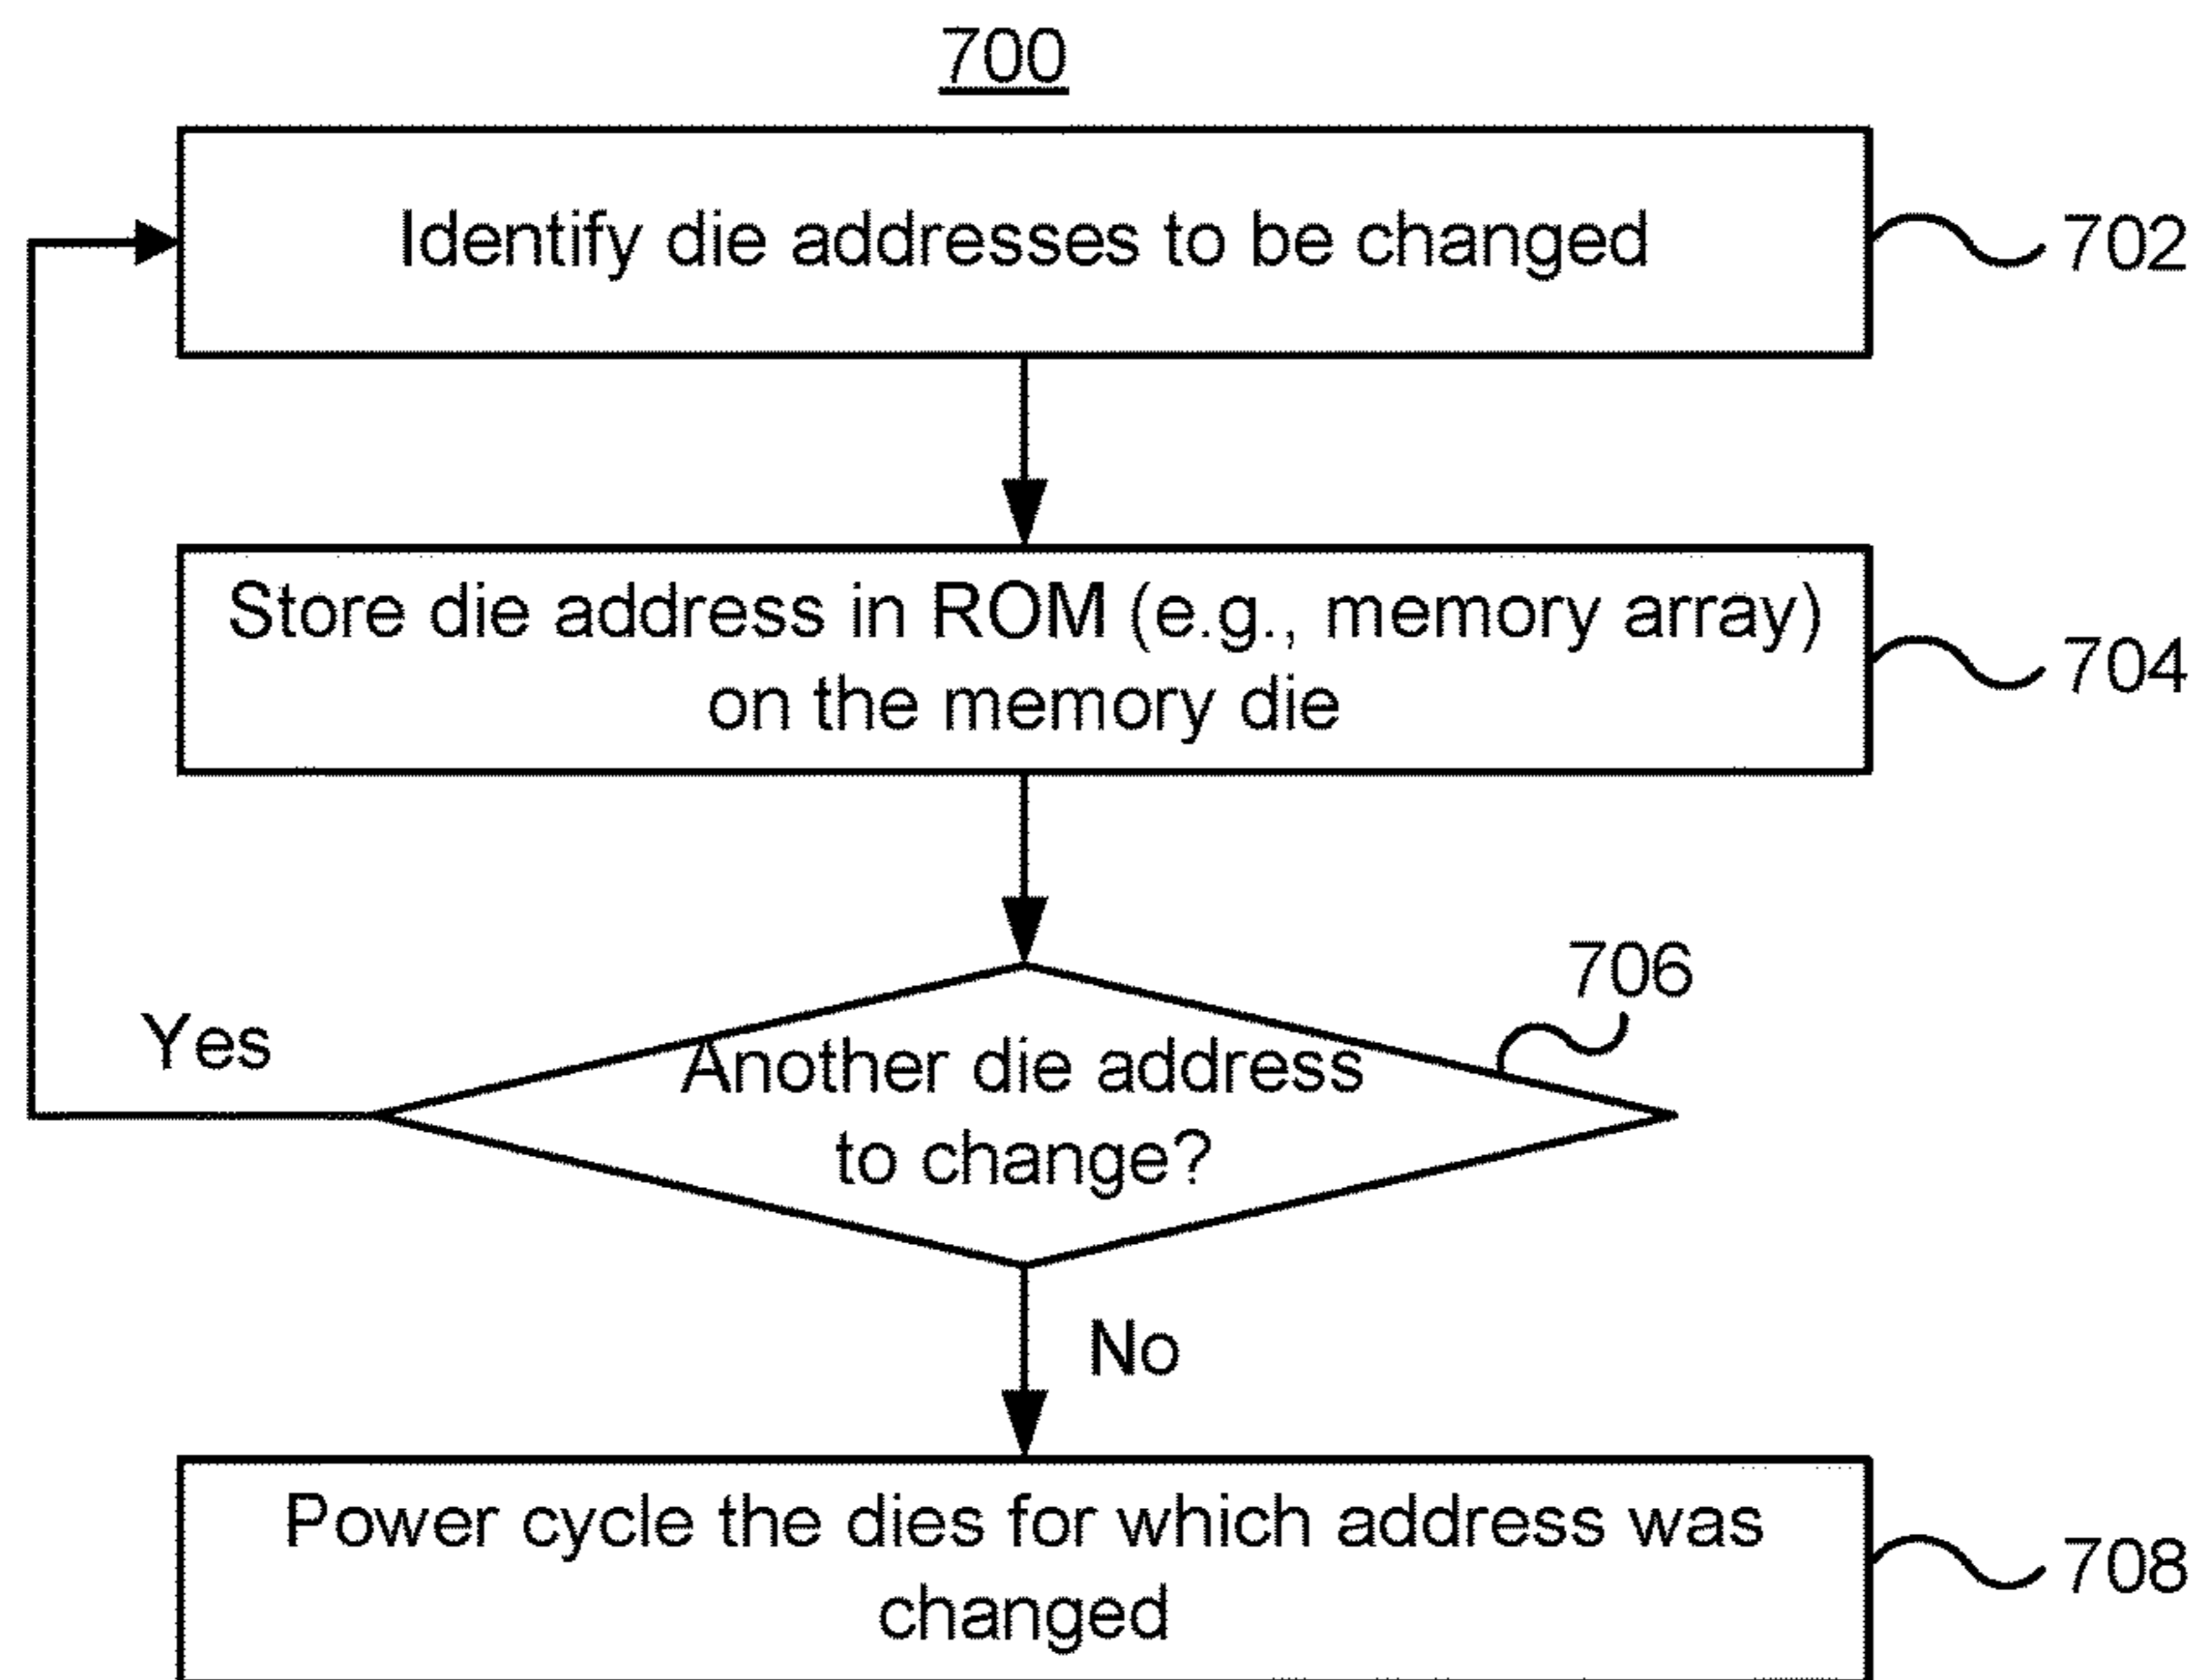 700
Identify die addresses to be changed
702
Store die address in ROM (e.g., memory array)
on the memory die
704
706
Yes
Another die address
to change?
No
Power cycle the dies for which address was
changed
708